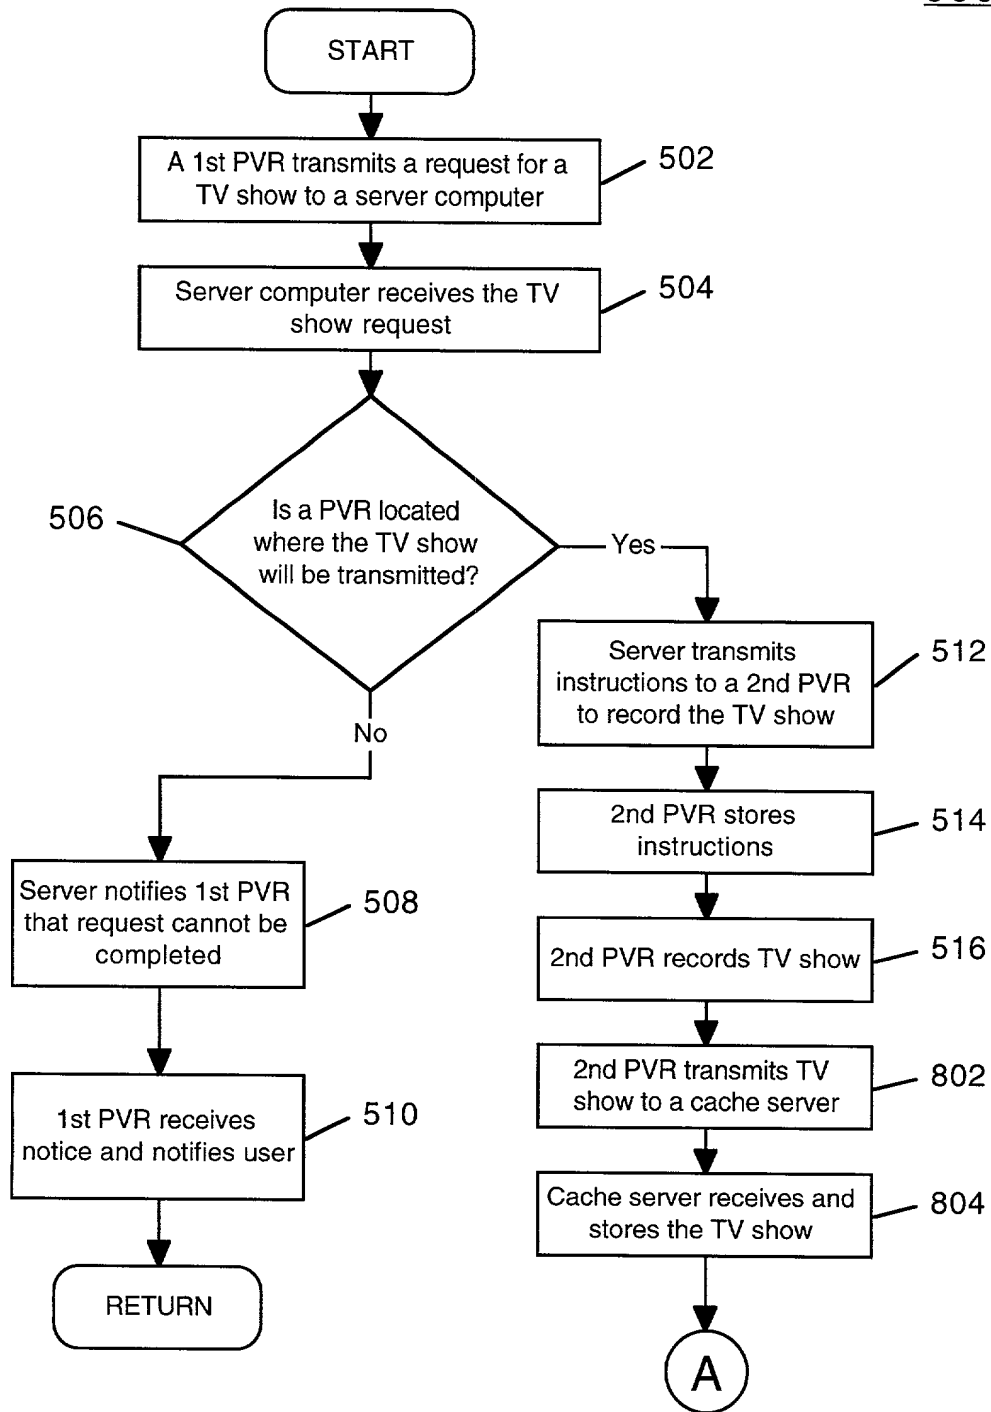 START
A 1st PVR transmits a request for a
TV show to a server computer
502
Server computer receives the TV
show request
504
506
Is a PVR located
where the TV show
will be transmitted?
Yes
No
Server transmits
instructions to a 2nd PVR
to record the TV show
512
2nd PVR stores
instructions
514
Server notifies 1st PVR
that request cannot be
completed
508
2nd PVR records TV show
516
2nd PVR transmits TV
show to a cache server
802
1st PVR receives
notice and notifies user
510
Cache server receives and
stores the TV show
804
RETURN
A